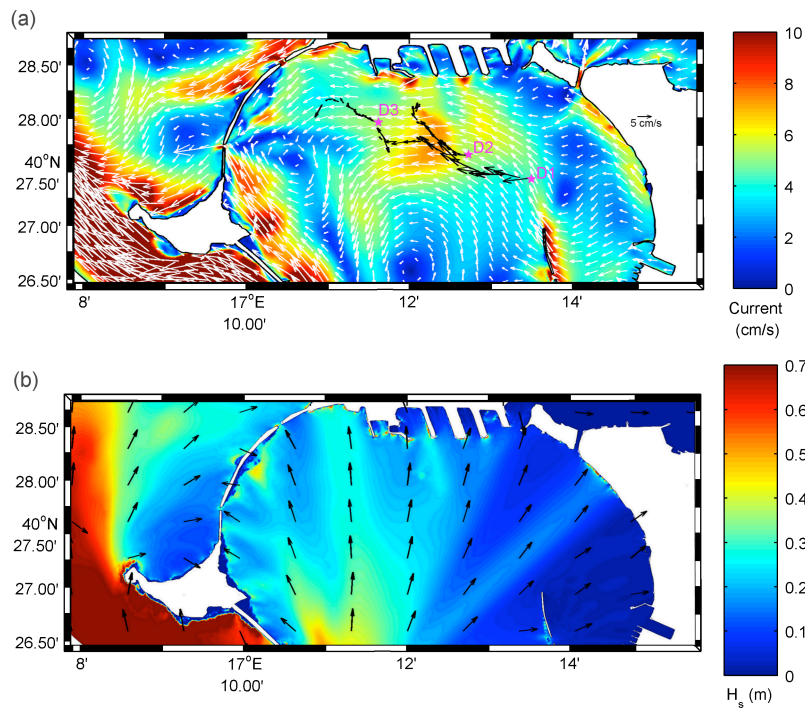 (a)
10
28.50'
8
28.00'
D3
5 cm/s
6
40°N
D2
27.50'
D1
4
27.00'
2
26.50'
0
8'
17°E
12'
14'
10.00'
Current
(cm/s)
(b)
0.7
28.50'
0.6
28.00'
0.5
40°N
0.4
27.50'
0.3
27.00'
0.2
26.50'
0.1
0
8'
17°E
12'
14'
10.00'
H_s (m)